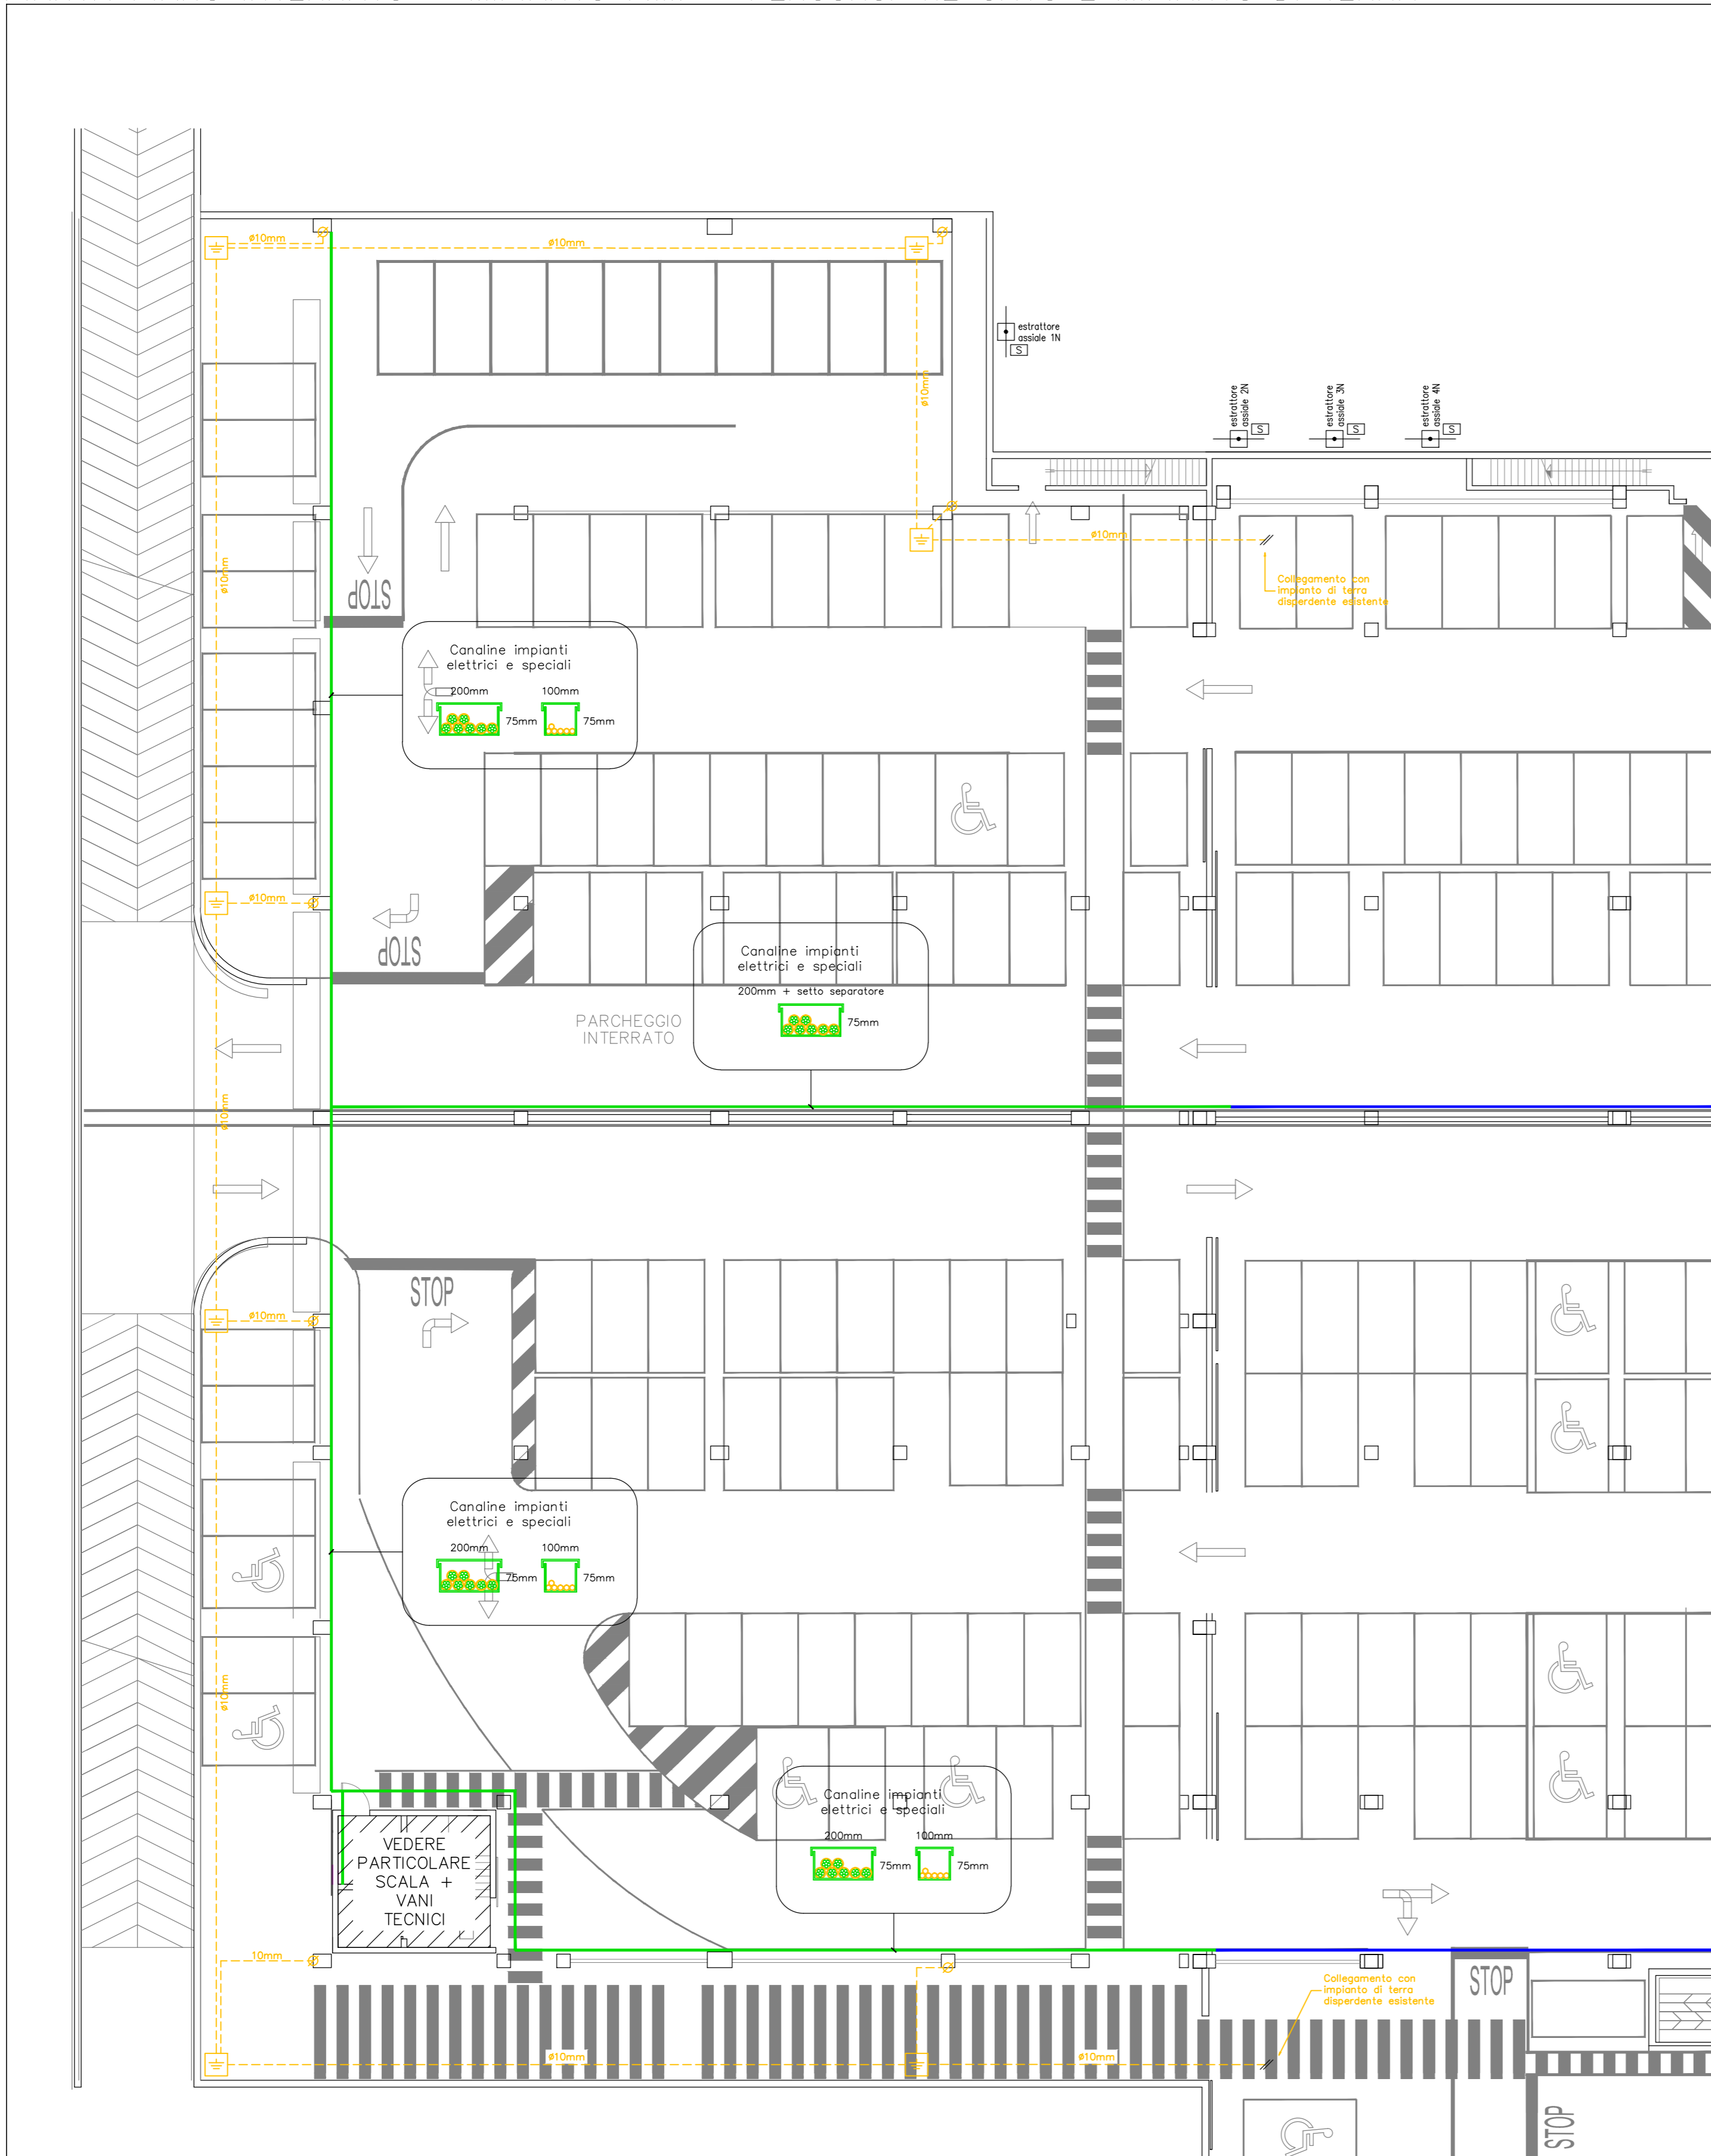 ø10mm
ø10mm
ø10mm
estrattore
assiale 1N
S
estrattore
assiale 2N
S
estrattore
assiale 3N
S
estrattore
assiale 4N
S
ø10mm
ø10mm
Collegamento con
impianto di terra
disperdente esistente
STOP
Canaline impianti
elettrici e speciali
200mm
100mm
75mm
75mm
ø10mm
STOP
Canaline impianti
elettrici e speciali
200mm + setto separatore
75mm
PARCHEGGIO
INTERRATO
ø10mm
STOP
ø10mm
Canaline impianti
elettrici e speciali
200mm
100mm
75mm
75mm
ø10mm
Canaline impianti
elettrici e speciali
200mm
100mm
75mm
75mm
VEDERE
PARTICOLARE
SCALA +
VANI
TECNICI
10mm
Collegamento con
impianto di terra
disperdente esistente
STOP
ø10mm
ø10mm
STOP